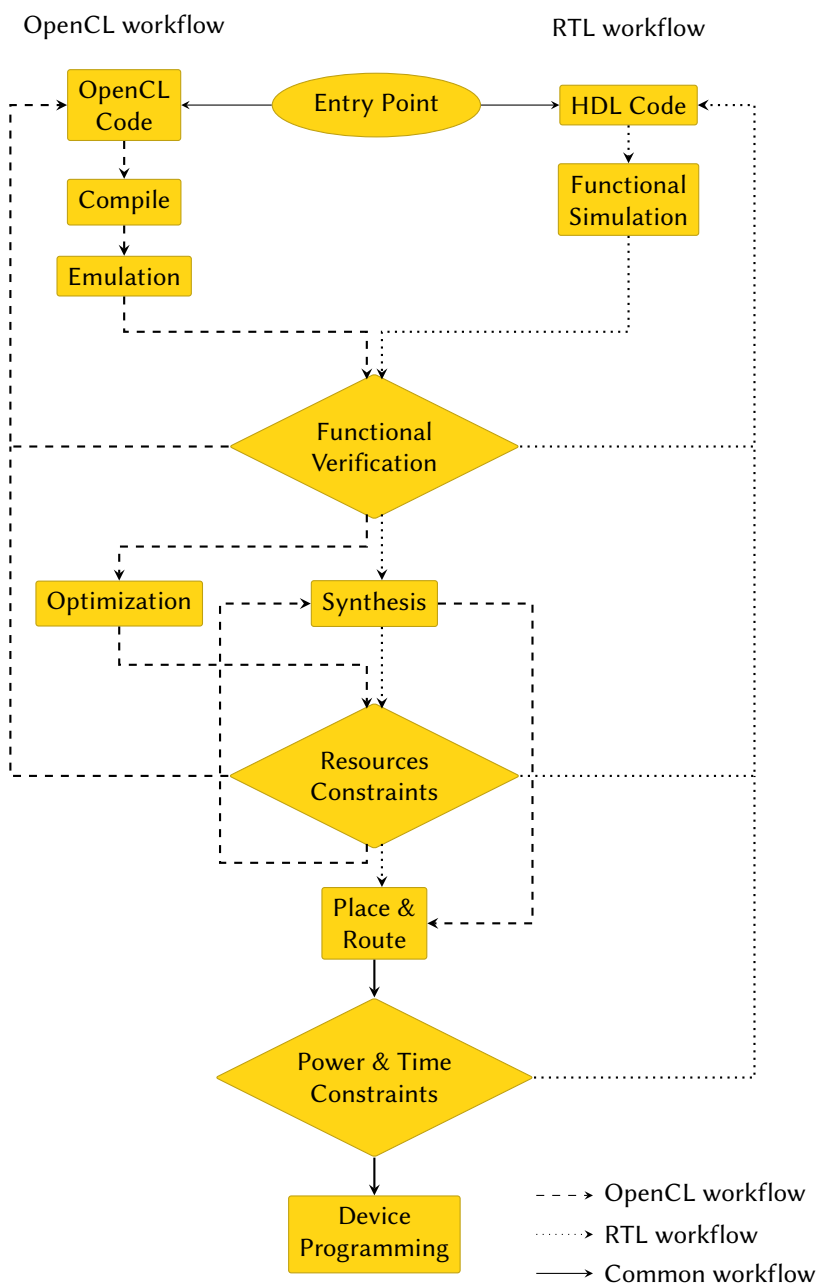 OpenCL workflow
RTL workflow
OpenCL
Code
Entry Point
HDL Code
Compile
Functional
Simulation
Emulation
Functional
Verification
Optimization
Synthesis
Resources
Constraints
Place &
Route
Power & Time
Constraints
Device
Programming
OpenCL workflow
RTL workflow
Common workflow